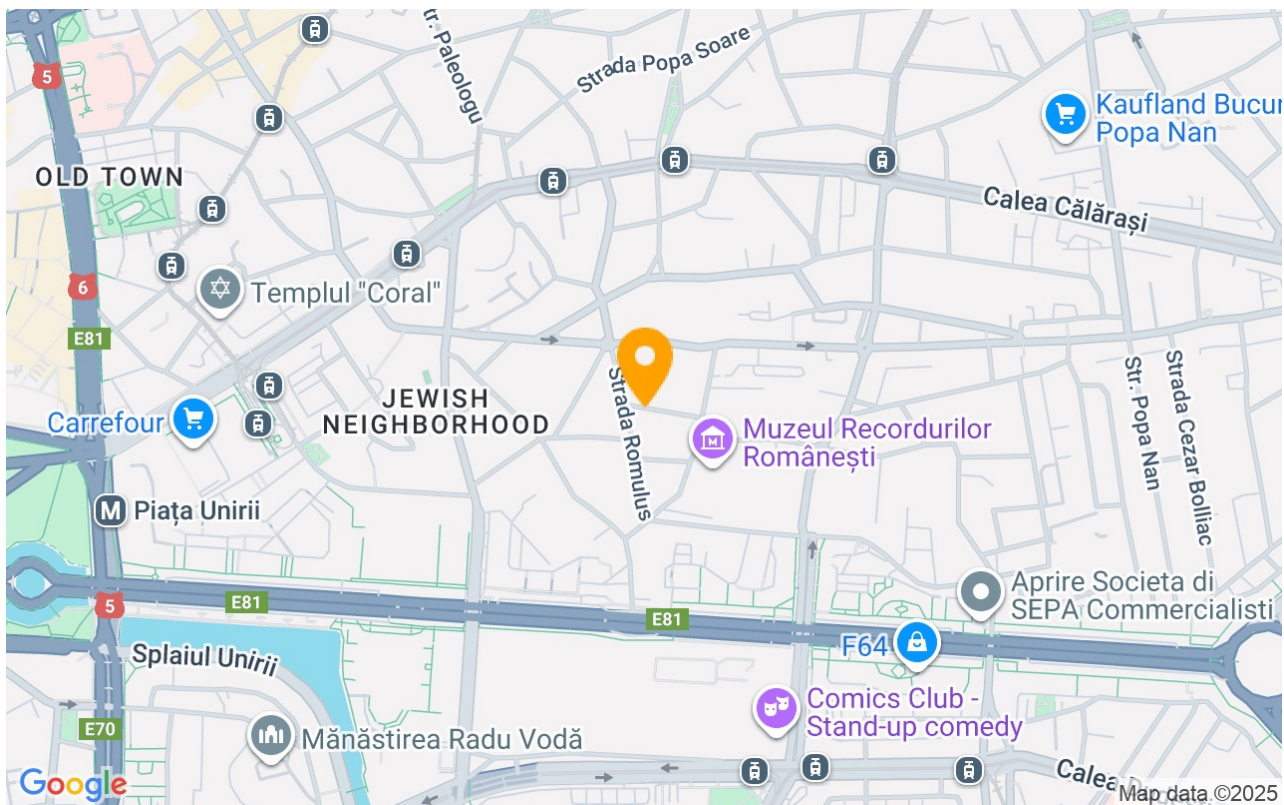 Str. Paleologu
Strada Popa Soare
5
Kaufland Bucur
Popa Nan
OLD TOWN
Calea Călărași
6
Templul "Coral"
E81
Strada Romulus
JEWISH
NEIGHBORHOOD
Carrefour
Muzeul Recordurilor
Românești
M
Str. Popa Nan
Strada Cezar Bolliac
M
Piața Unirii
Aprire Societa di
SEPA Commercialisti
5
E81
E81
F64
Splaiul Unirii
Comics Club -
Stand-up comedy
E70
Mănăstirea Radu Vodă
Calea
Google
Map data ©2025